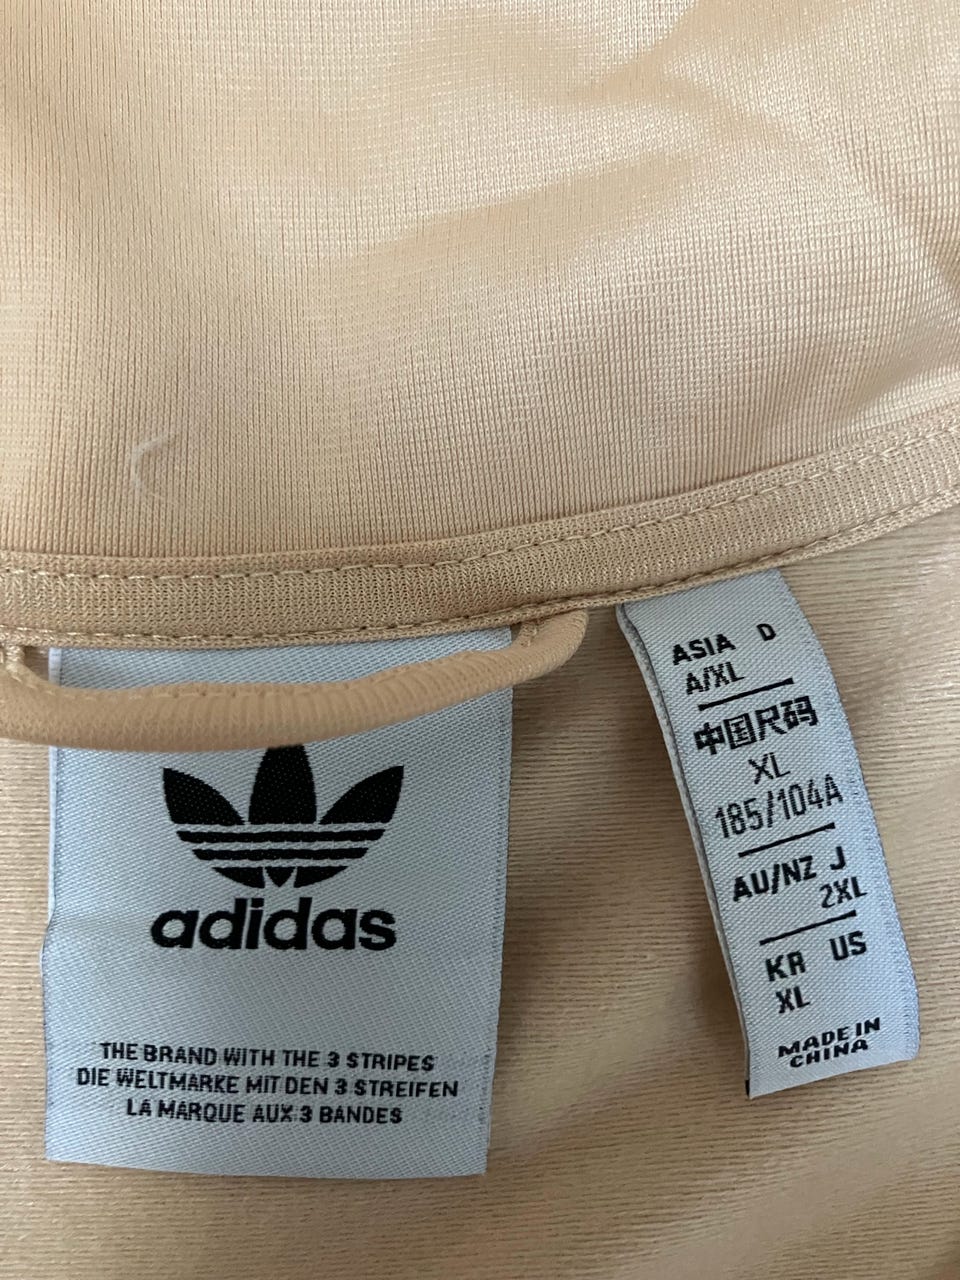 adidas
THE BRAND WITH THE 3 STRIPES
DIE WELTMARKE MIT DEN 3 STREIFEN
LA MARQUE AUX 3 BANDES
ASIA D
A/XL
中国尺码
XL
185/104A
AU/NZ J
2XL
KR US
XL
MADE IN
CHINA